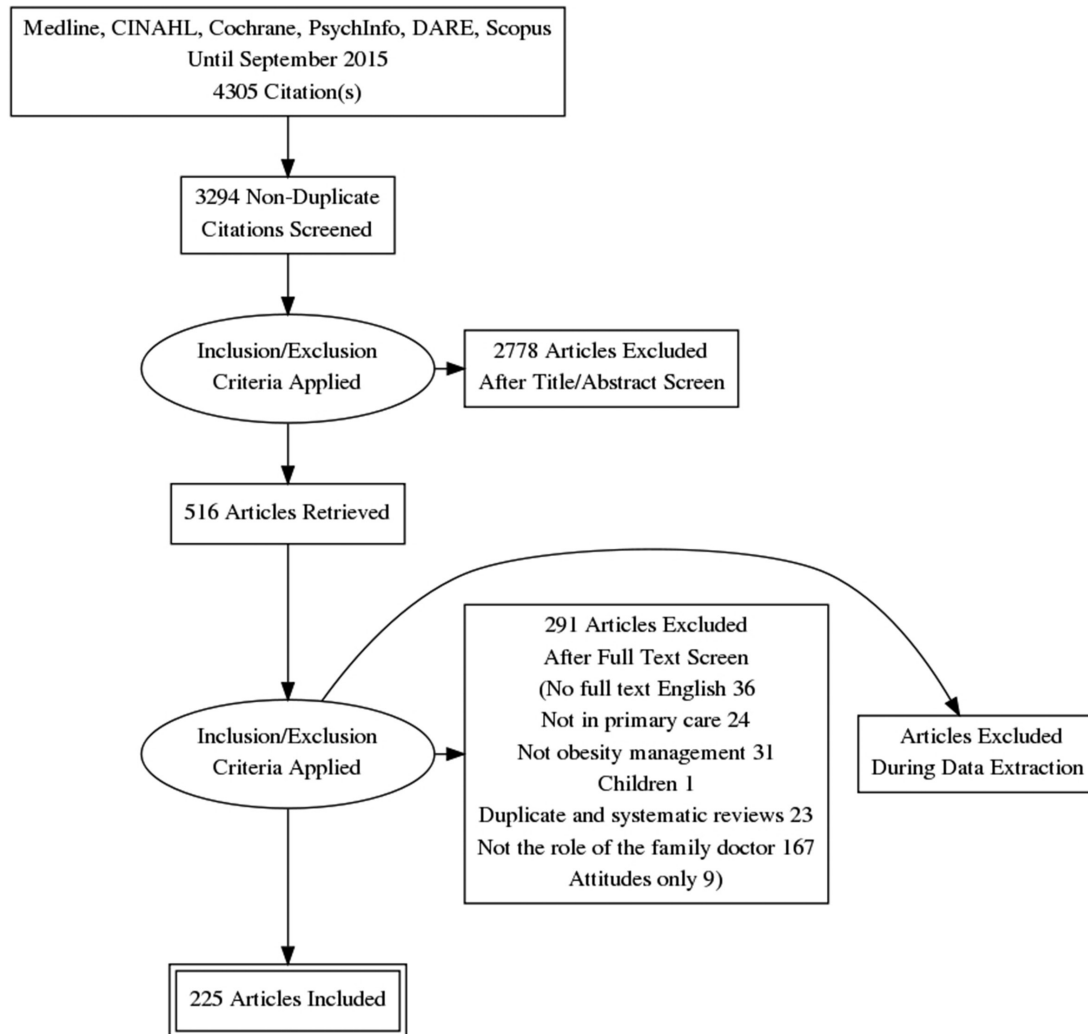 Medline, CINAHL, Cochrane, PsychInfo, DARE, Scopus
Until September 2015
4305 Citation(s)
3294 Non-Duplicate
Citations Screened
Inclusion/Exclusion
Criteria Applied
2778 Articles Excluded
After Title/Abstract Screen
516 Articles Retrieved
Inclusion/Exclusion
Criteria Applied
291 Articles Excluded
After Full Text Screen
(No full text English 36
Not in primary care 24
Not obesity management 31
Children 1
Duplicate and systematic reviews 23
Not the role of the family doctor 167
Attitudes only 9)
Articles Excluded
During Data Extraction
225 Articles Included